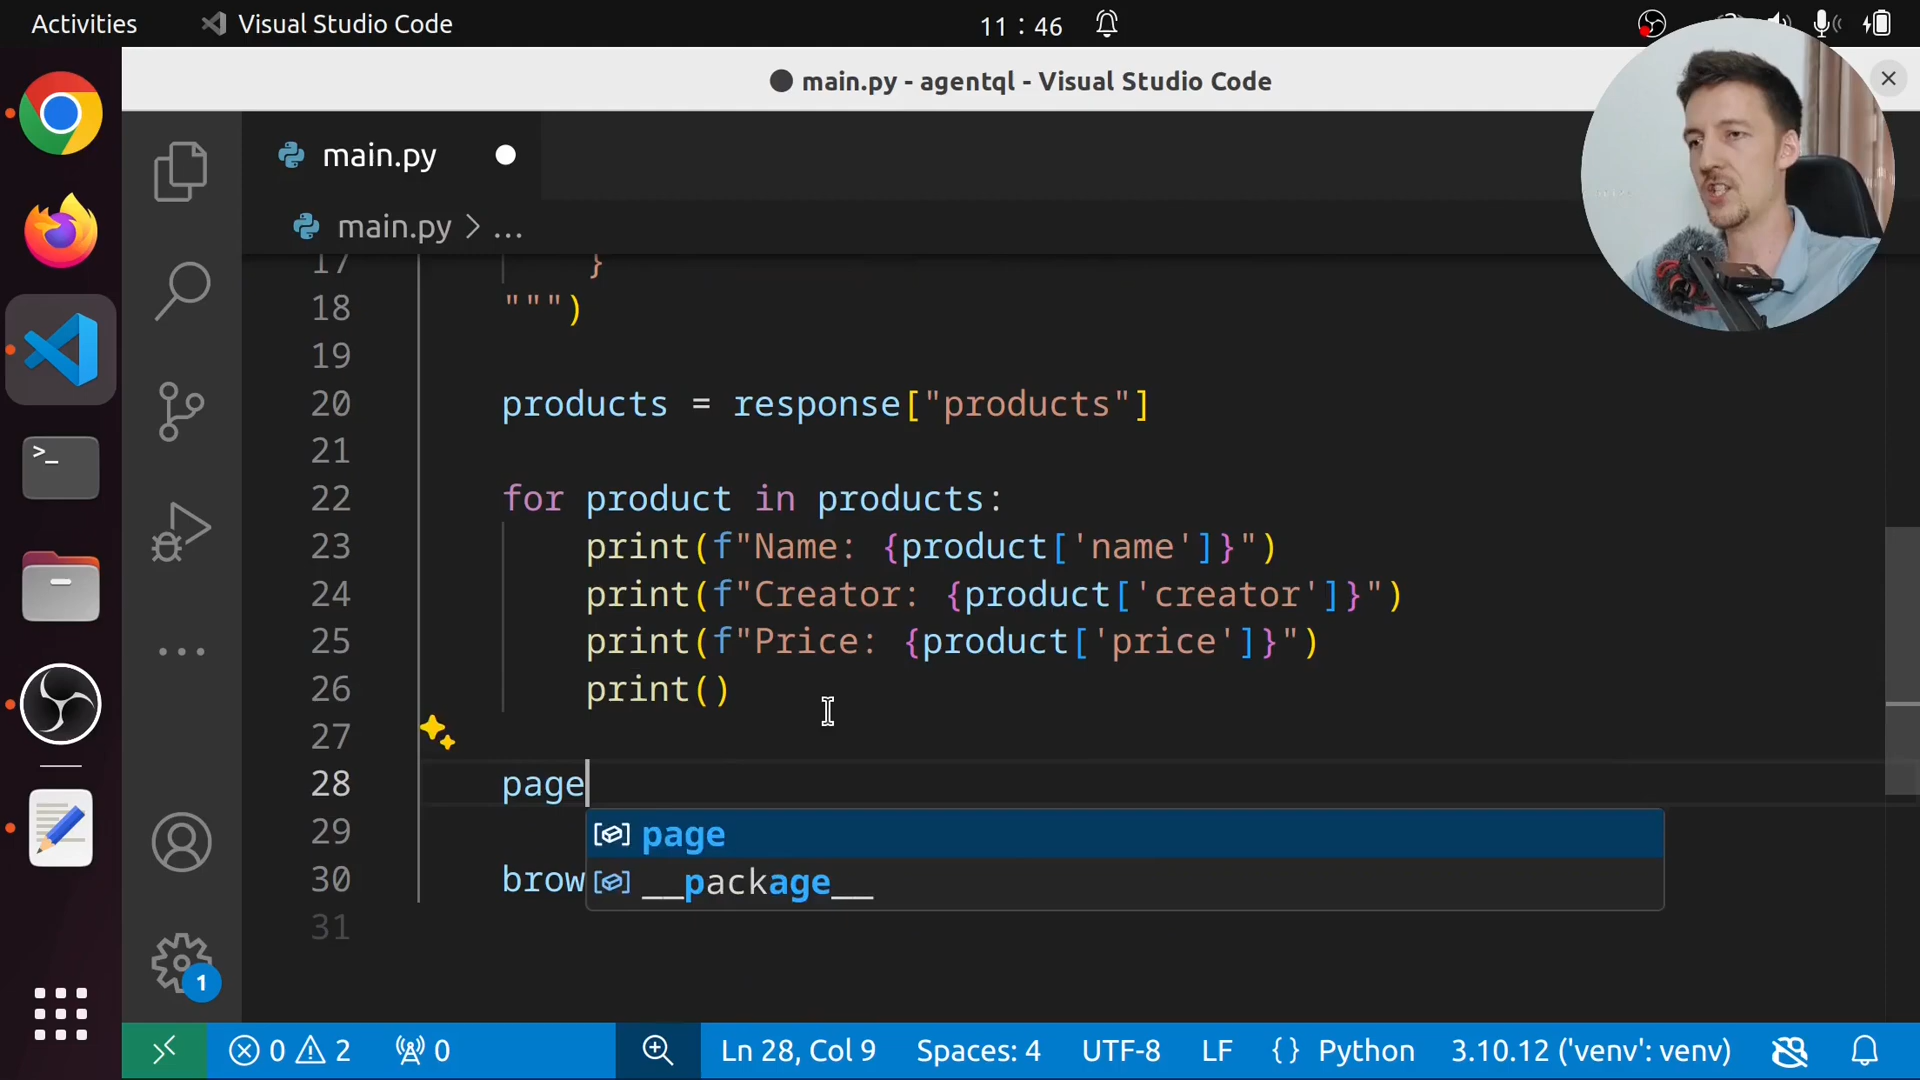 Activities
Visual Studio Code
11 : 46
main.py - agentql - Visual Studio Code
main.py
main.py > ...
17 }
18 """)
19
20 products = response["products"]
21
22 for product in products:
23 print(f"Name: {product['name']}")
24 print(f"Creator: {product['creator']}")
25 print(f"Price: {product['price']}")
26 print()
27
28 page
page
29
__package__
30 brow
31
1
0 2 0 Ln 28, Col 9 Spaces: 4 UTF-8 LF {} Python 3.10.12 ('venv': venv)